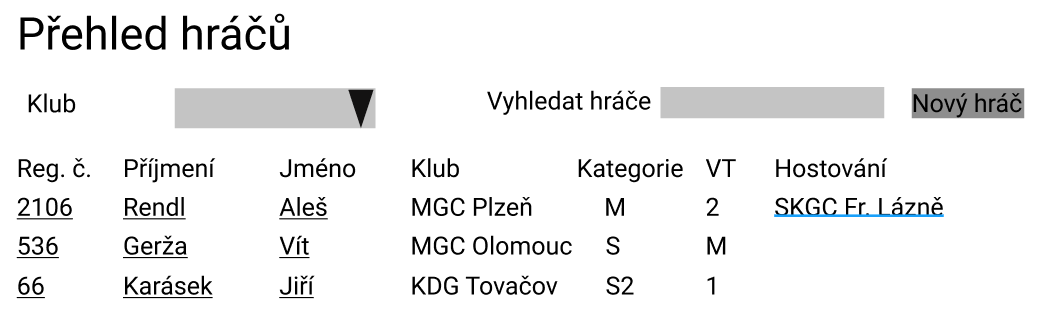 Přehled hráčů
Klub Vyhledat hráče Nový hráč
Reg. č. Příjmení Jméno Klub Kategorie VT Hostování
2106 Rendl Aleš MGC Plzeň M 2 SKGC Fr. Lázně
536 Gerža Vít MGC Olomouc S M
66 Karásek Jiří KDG Tovačov S2 1